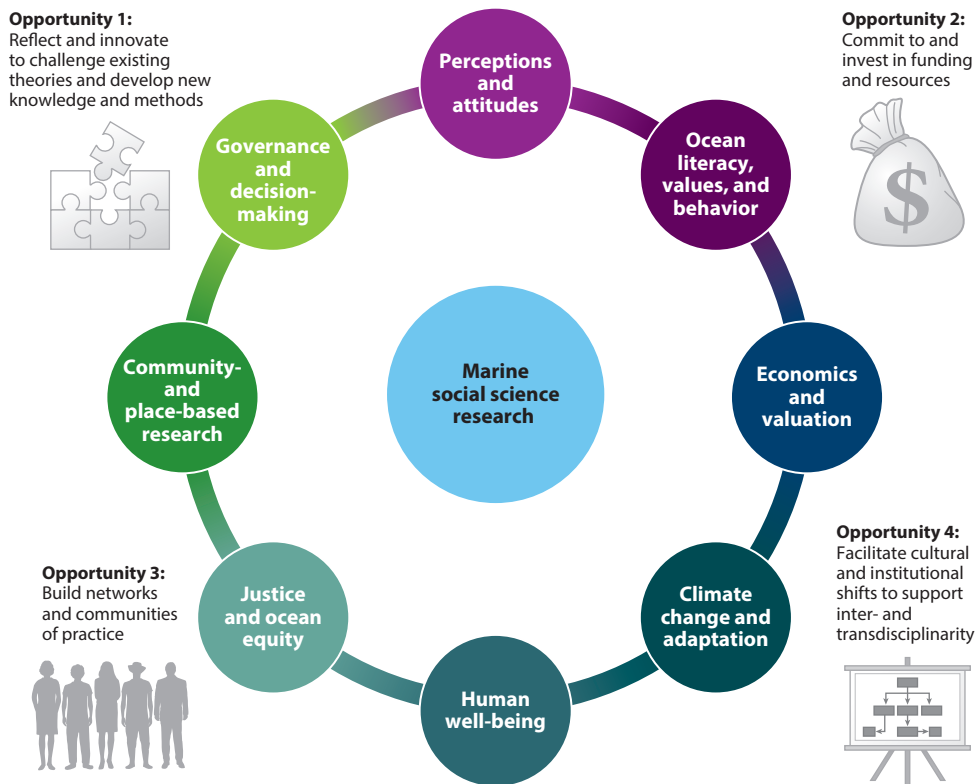 Opportunity 1:
Reflect and innovate
to challenge existing
theories and develop new
knowledge and methods
Perceptions
and
attitudes
Opportunity 2:
Commit to and
invest in funding
and resources
$
Governance
and
decision-
making
Ocean
literacy,
values, and
behavior
Community-
and
place-based
research
Marine
social science
research
Economics
and
valuation
Opportunity 3:
Build networks
and communities
of practice
Justice
and ocean
equity
Human
well-being
Climate
change and
adaptation
Opportunity 4:
Facilitate cultural
and institutional
shifts to support
inter- and
transdisciplinarity